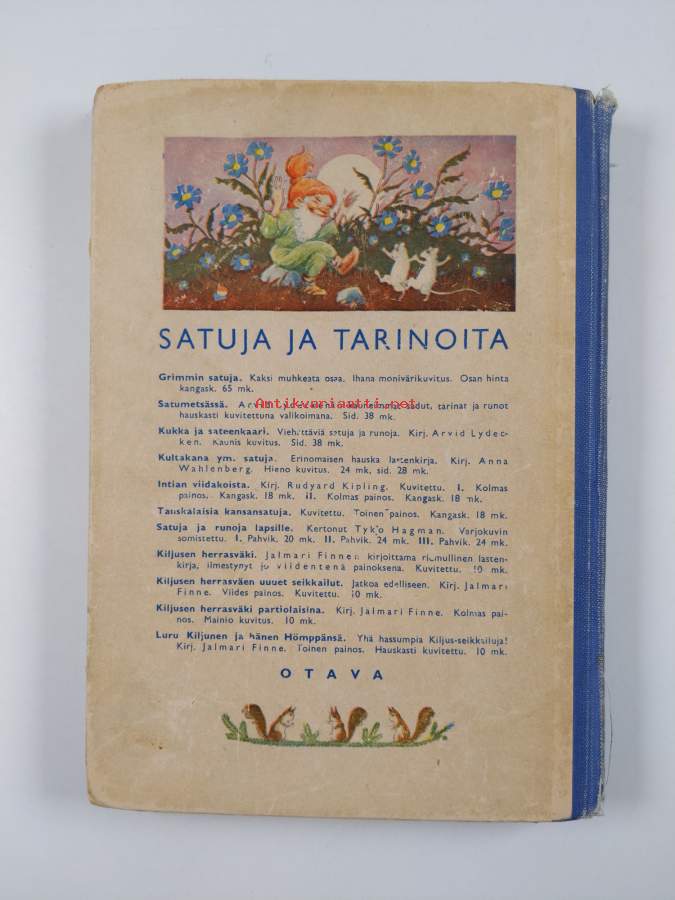 SATUJA JA TARINOITA
Grimmin satuja. Kaksi muhkeata osaa. Ihana monivärikuvitus. Osan hinta
kangask. 65 mk.
Antikvariaatti.net
Satumetsässä. sadut, tarinat ja runot
hauskasti kuvitettuna valikoimana. Sid. 38 mk.
Kukka ja sateenkaari. Viehättäviä satuja ja runoja. Kirj. Arvid Lydec-
ken. Kaunis kuvitus. Sid. 38 mk.
Kultakana ym. satuja. Erinomaisen hauska lastenkirja. Kirj. Anna
Wahlenberg. Hieno kuvitus. 24 mk, sid. 28 mk.
Intian viidakoista. Kirj. Rudyard Kipling. Kuvitettu. I. Kolmas
painos. Kangask. 18 mk. II. Kolmas painos. Kangask. 18 mk.
Tanskalaisia kansansatuja. Kuvitettu. Toinen painos. Kangask. 18 mk.
Satuja ja runoja lapsille. Kertonut Tyko Hagman. Varjokuvin
somistettu. I. Pahvik. 20 mk. II. Pahvik. 24 mk. III. Pahvik. 24 mk.
Kiljusen herrasväki. Jalmari Finnen kirjoittama riemullinen lasten-
kirja, ilmestynyt jo viidentenä painoksena. Kuvitettu. 10 mk.
Kiljusen herrasväen uudet seikkailut. Jatkoa edelliseen. Kirj. Jalmari
Finne. Viides painos. Kuvitettu. 10 mk.
Kiljusen herrasväki partiolaisina. Kirj. Jalmari Finne. Kolmas pai-
nos. Mainio kuvitus. 10 mk.
Luru Kiljunen ja hänen Hömppänsä. Yhä hassumpia Kiljus-seikkailuja!
Kirj. Jalmari Finne. Toinen painos. Hauskasti kuvitettu. 10 mk.
OTAVA